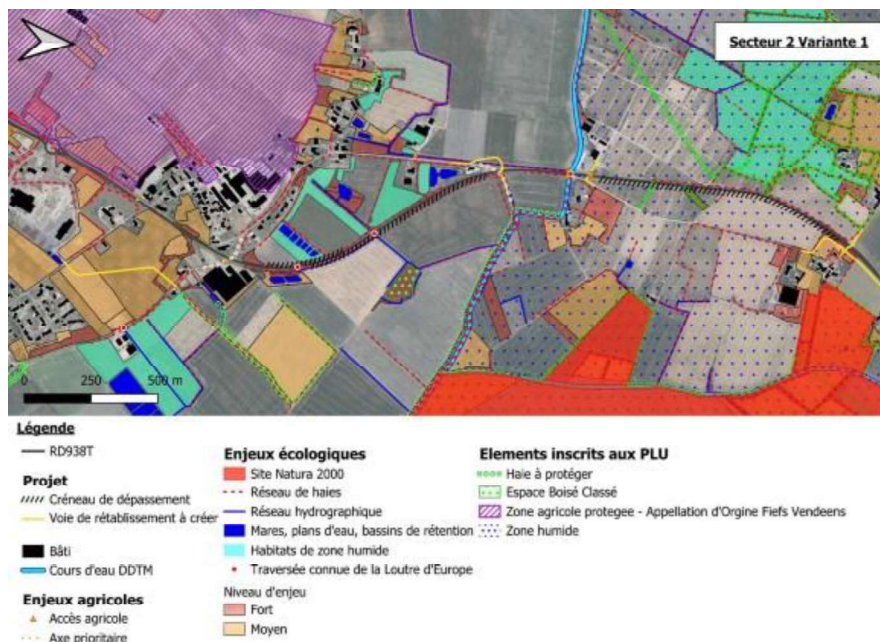 Secteur 2 Variante 1
0 250 500 m
Légende
RD938T
Projet
Créneau de dépassement
Voie de rétablissement à créer
Bâti
Cours d'eau DDTM
Enjeux agricoles
Accès agricole
Axe prioritaire
Enjeux écologiques
Site Natura 2000
Réseau de haies
Réseau hydrographique
Mares, plans d'eau, bassins de rétention
Habitats de zone humide
Traversée connue de la Loutre d'Europe
Niveau d'enjeu
Fort
Moyen
Elements inscrits aux PLU
Haie à protéger
Espace Boisé Classé
Zone agricole protegee - Appellation d'Orgine Fiefs Vendeens
Zone humide